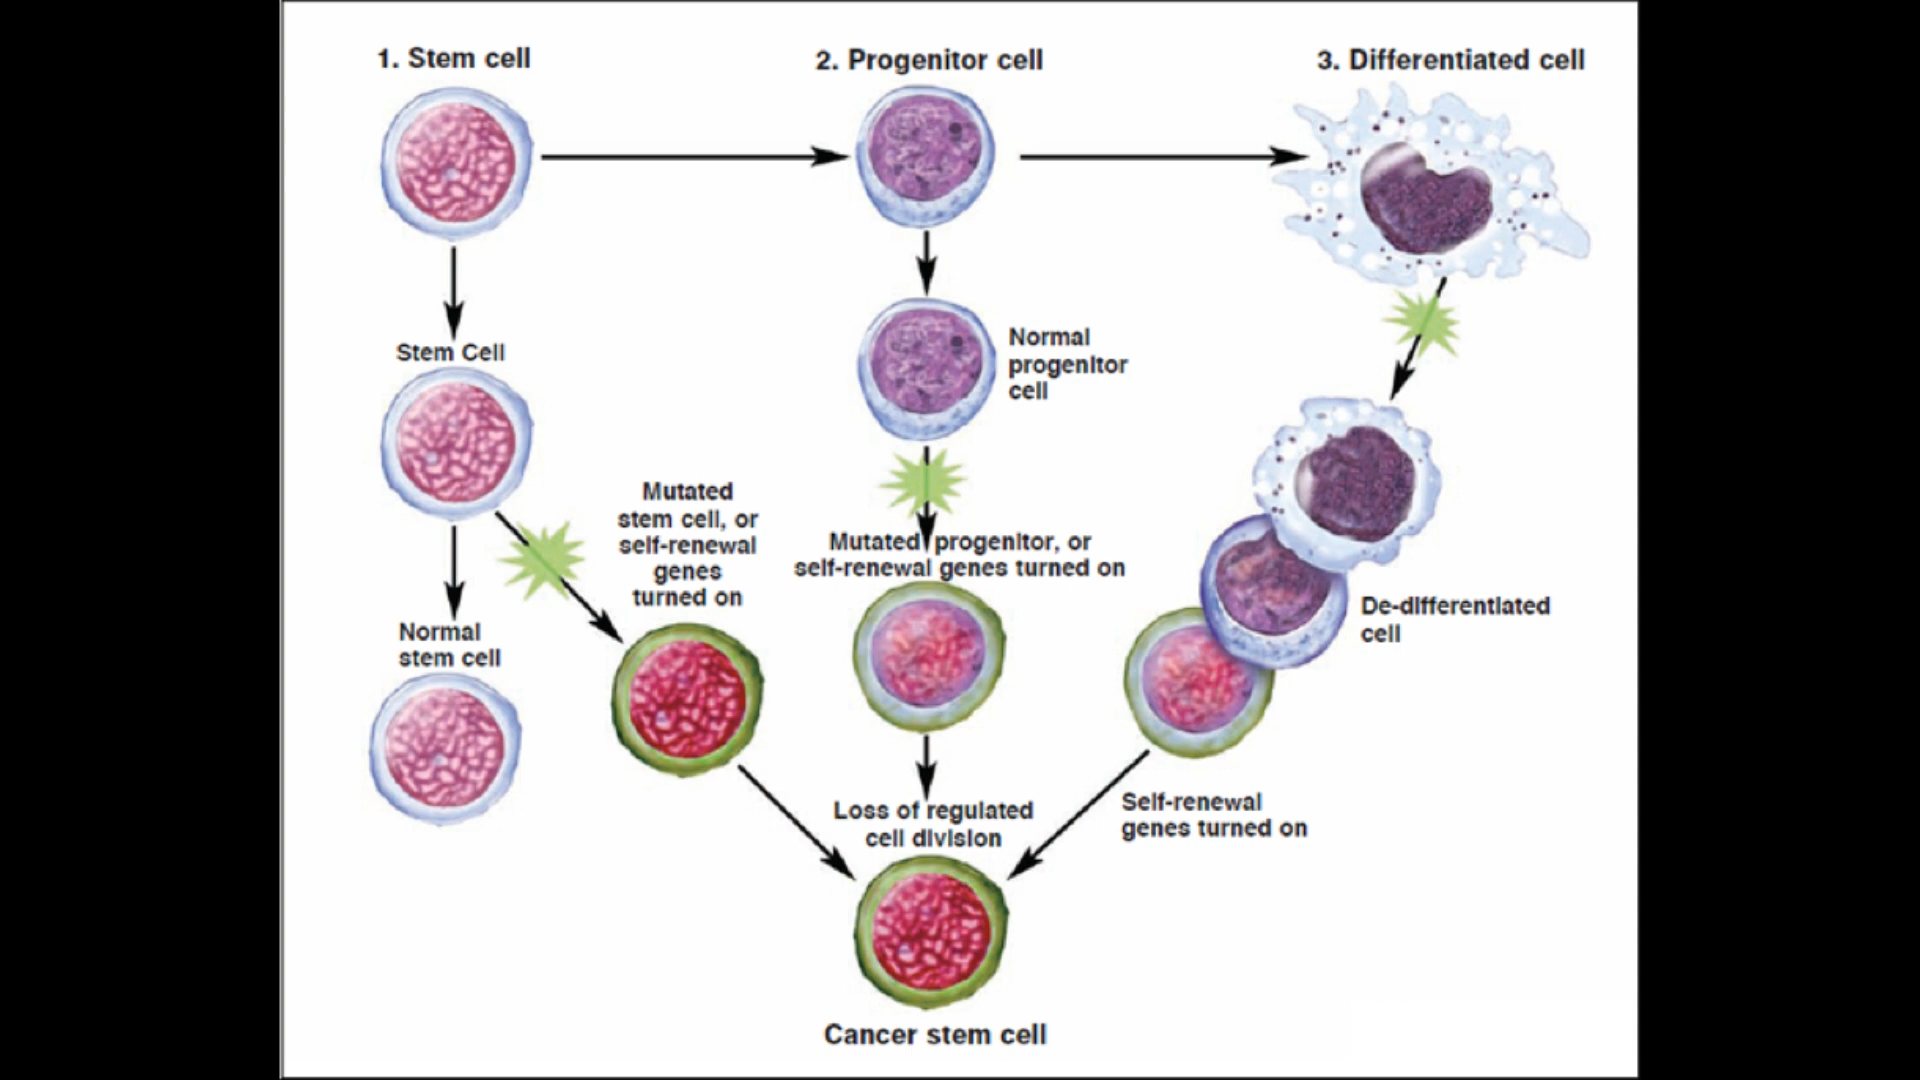 1. Stem cell
2. Progenitor cell
3. Differentiated cell
Stem Cell
Normal
progenitor
cell
Mutated
stem cell, or
self-renewal
genes
turned on
Mutated progenitor, or
self-renewal genes turned on
De-differentiated
cell
Normal
stem cell
Loss of regulated
cell division
Self-renewal
genes turned on
Cancer stem cell